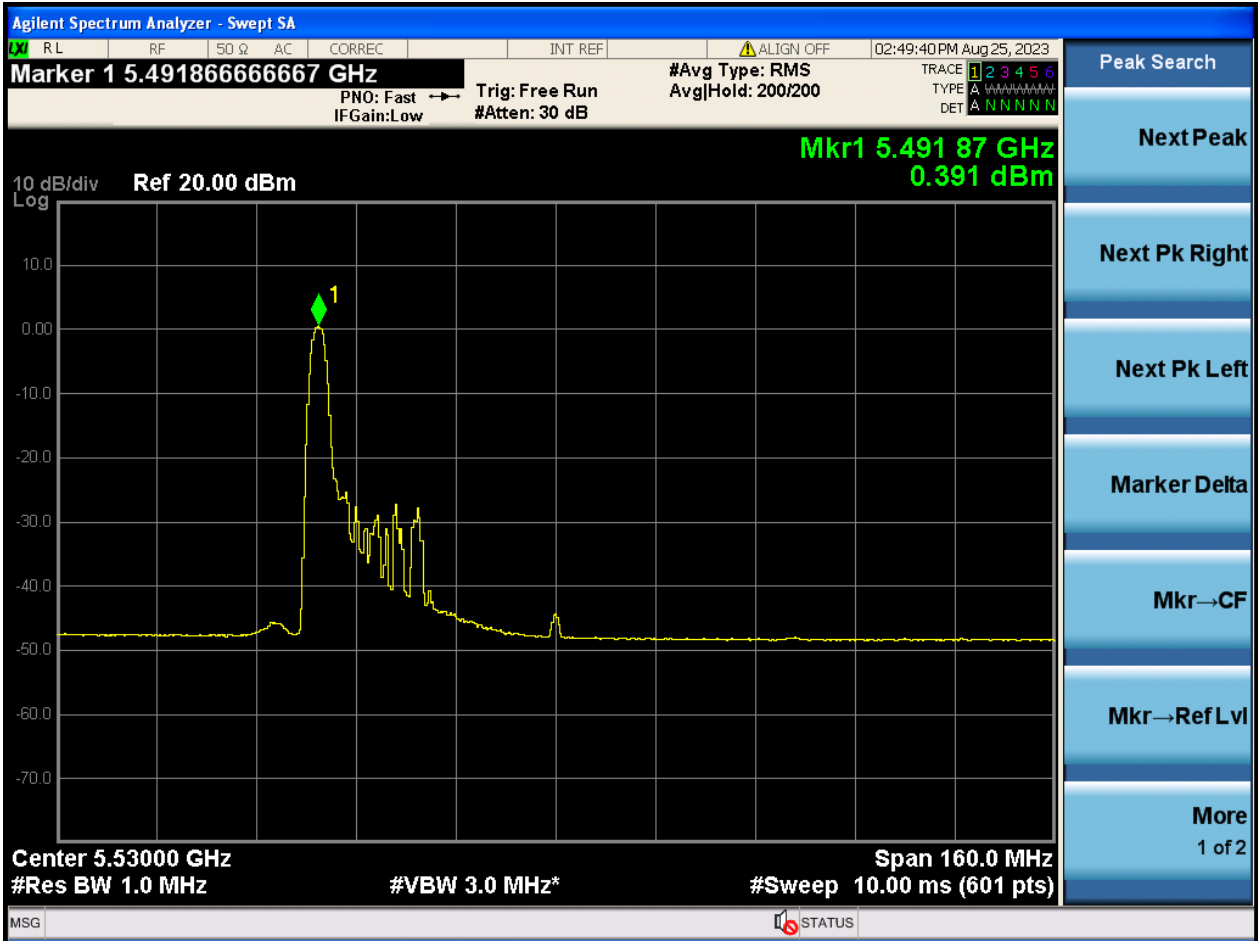 Agilent Spectrum Analyzer - Swept SA
LXI RL RF 50 Ω AC CORREC INT REF ALIGN OFF 02:49:40 PM Aug 25, 2023
Marker 1 5.491866666667 GHz
PNO: Fast
IFGain:Low
Trig: Free Run
#Atten: 30 dB
#Avg Type: RMS
Avg|Hold: 200/200
TRACE 1 2 3 4 5 6
TYPE A WWWWW
DET A N N N N N
Mkr1 5.491 87 GHz
0.391 dBm
10 dB/div Ref 20.00 dBm
Log
1
10.0
0.00
-10.0
-20.0
-30.0
-40.0
-50.0
-60.0
-70.0
Center 5.53000 GHz Span 160.0 MHz
#Res BW 1.0 MHz #VBW 3.0 MHz* #Sweep 10.00 ms (601 pts)
MSG STATUS
Peak Search
Next Peak
Next Pk Right
Next Pk Left
Marker Delta
Mkr→CF
Mkr→Ref Lvl
More
1 of 2